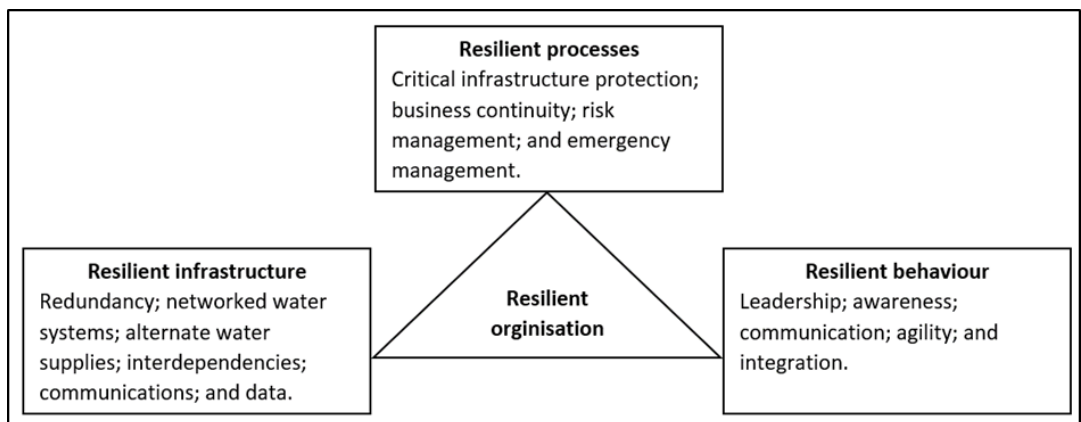 Resilient processes
Critical infrastructure protection;
business continuity; risk
management; and emergency
management.
Resilient infrastructure
Redundancy; networked water
systems; alternate water
supplies; interdependencies;
communications; and data.
Resilient
orginisation
Resilient behaviour
Leadership; awareness;
communication; agility; and
integration.